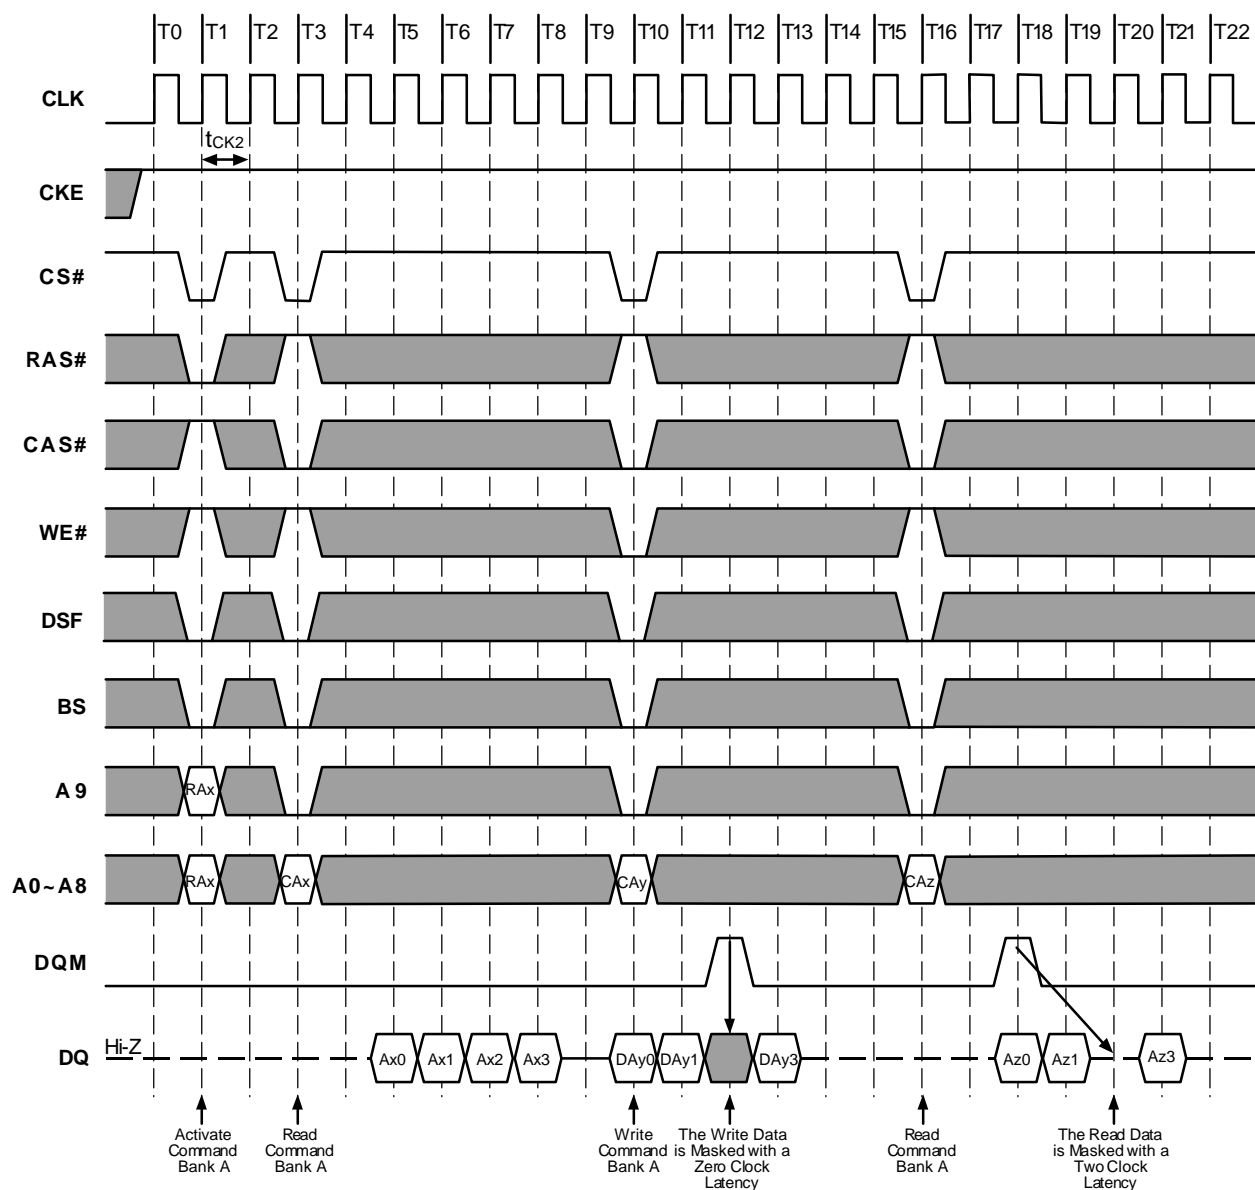 T0 T1 T2 T3 T4 T5 T6 T7 T8 T9 T10 T11 T12 T13 T14 T15 T16 T17 T18 T19 T20 T21 T22
CLK
tCK2
CKE
CS#
RAS#
CAS#
WE#
DSF
BS
A9
RAx
A0~A8
RAx CAx CAy CAz
DQM
DQ
Hi-Z
Ax0 Ax1 Ax2 Ax3 DAy0 DAy1 DAy3 Az0 Az1 Az3
Activate
Command
Bank A
Read
Command
Bank A
Write
Command
Bank A
The Write Data
is Masked with a
Zero Clock
Latency
Read
Command
Bank A
The Read Data
is Masked with a
Two Clock
Latency